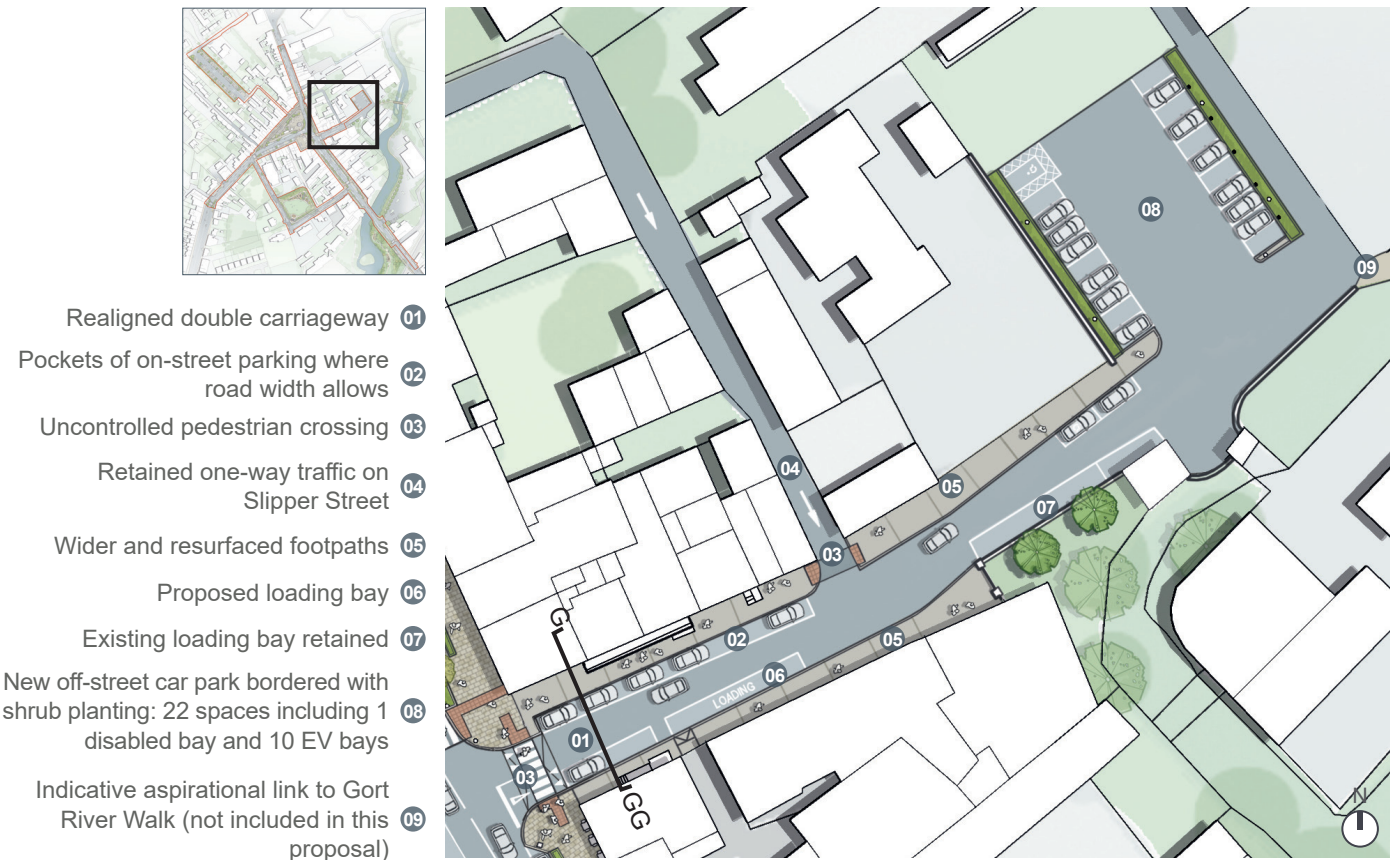 Realigned double carriageway 01
Pockets of on-street parking where
road width allows 02
Uncontrolled pedestrian crossing 03
Retained one-way traffic on
Slipper Street 04
Wider and resurfaced footpaths 05
Proposed loading bay 06
Existing loading bay retained 07
New off-street car park bordered with
shrub planting: 22 spaces including 1 08
disabled bay and 10 EV bays
Indicative aspirational link to Gort
River Walk (not included in this 09
proposal)
08
09
04
05
07
03
02
05
06
LOADING
01
03
G
GG
N